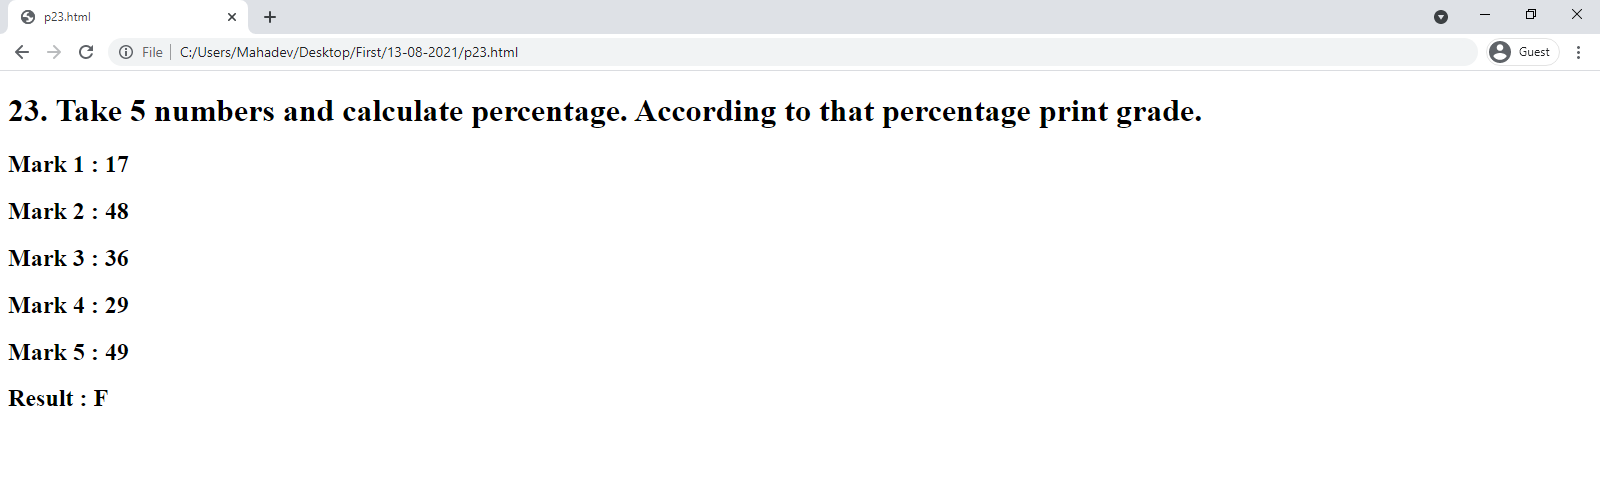 p23.html
File C:/Users/Mahadev/Desktop/First/13-08-2021/p23.html Guest
23. Take 5 numbers and calculate percentage. According to that percentage print grade.
Mark 1 : 17
Mark 2 : 48
Mark 3 : 36
Mark 4 : 29
Mark 5 : 49
Result : F